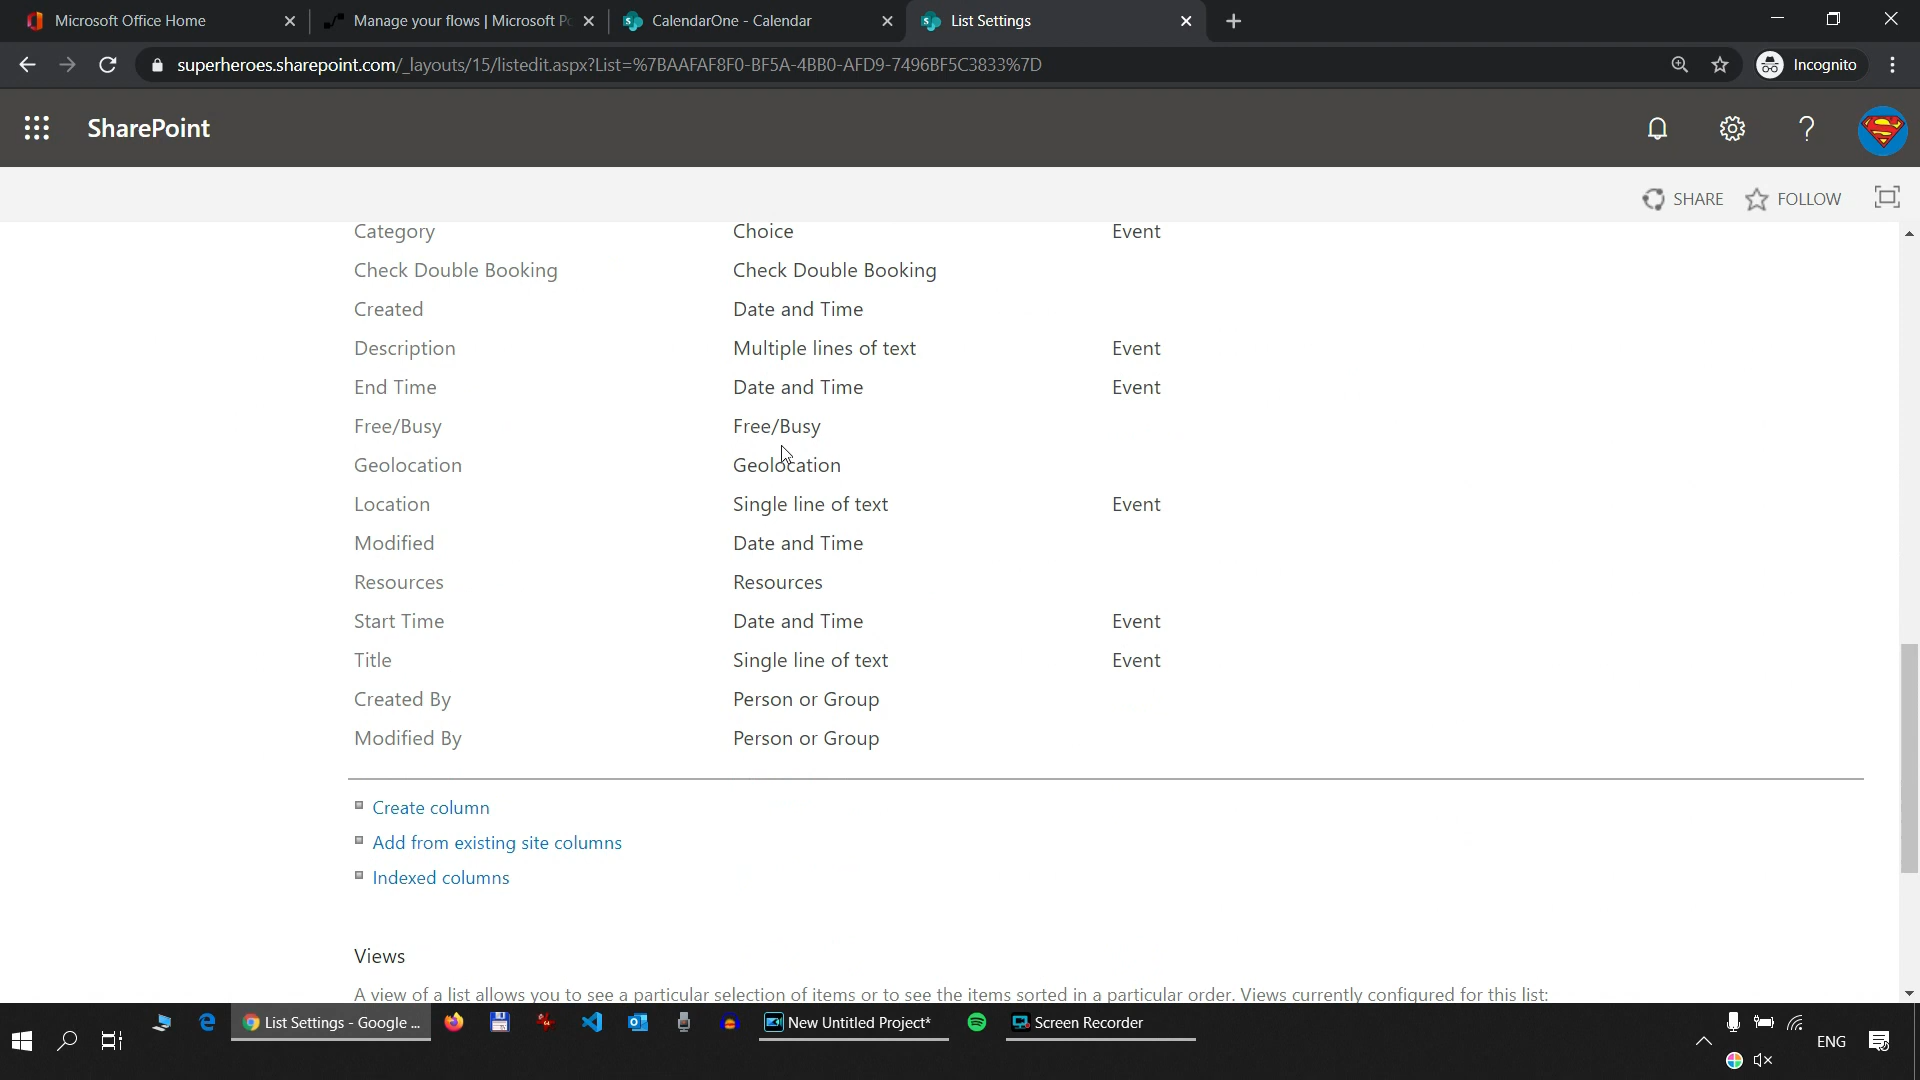 Microsoft Office Home
Manage your flows | Microsoft Po
CalendarOne - Calendar
List Settings
superheroes.sharepoint.com/_layouts/15/listedit.aspx?List=%7BAAFAF8F0-BF5A-4BB0-AFD9-7496BF5C3833%7D
Incognito
SharePoint
SHARE
FOLLOW
Category Choice Event
Check Double Booking Check Double Booking
Created Date and Time
Description Multiple lines of text Event
End Time Date and Time Event
Free/Busy Free/Busy
Geolocation Geolocation
Location Single line of text Event
Modified Date and Time
Resources Resources
Start Time Date and Time Event
Title Single line of text Event
Created By Person or Group
Modified By Person or Group
Create column
Add from existing site columns
Indexed columns
Views
A view of a list allows you to see a particular selection of items or to see the items sorted in a particular order. Views currently configured for this list:
List Settings - Google ...
New Untitled Project*
Screen Recorder
ENG